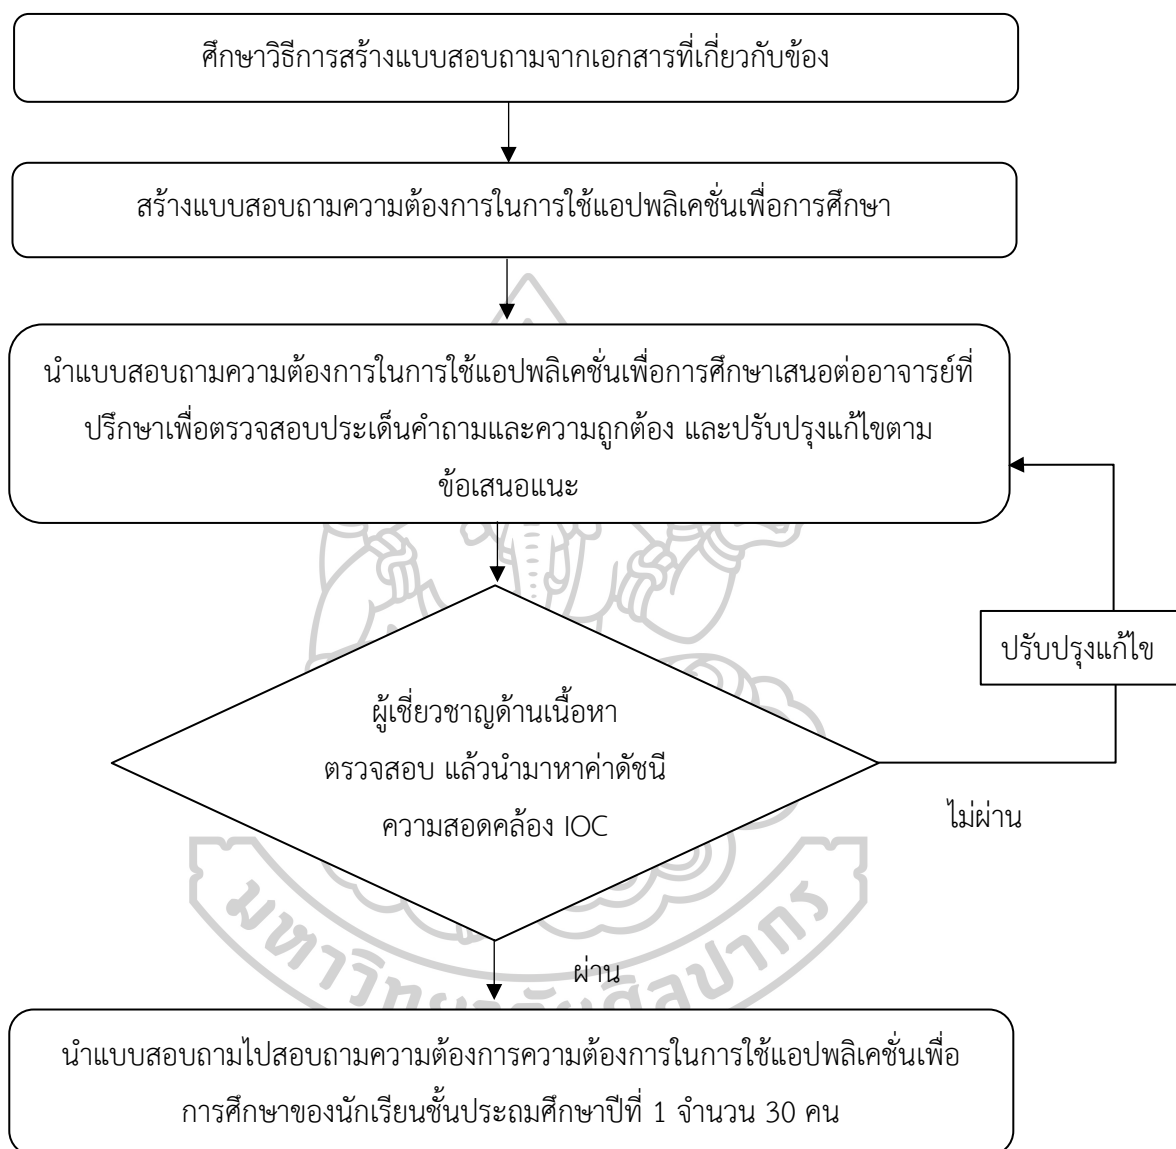 ศึกษาวิธีการสร้างแบบสอบถามจากเอกสารที่เกี่ยวกับข้อง
สร้างแบบสอบถามความต้องการในการใช้แอปพลิเคชั่นเพื่อการศึกษา
นำแบบสอบถามความต้องการในการใช้แอปพลิเคชั่นเพื่อการศึกษาเสนอต่ออาจารย์ที่
ปรึกษาเพื่อตรวจสอบประเด็นคำถามและความถูกต้อง และปรับปรุงแก้ไขตาม
ข้อเสนอแนะ
ปรับปรุงแก้ไข
ผู้เชี่ยวชาญด้านเนื้อหา
ตรวจสอบ แล้วนำมาหาค่าดัชนี
ความสอดคล้อง IOC
ไม่ผ่าน
ผ่าน
มหาวิทยาลัยศิลปากร
นำแบบสอบถามไปสอบถามความต้องการความต้องการในการใช้แอปพลิเคชั่นเพื่อ
การศึกษาของนักเรียนชั้นประถมศึกษาปีที่ 1 จำนวน 30 คน